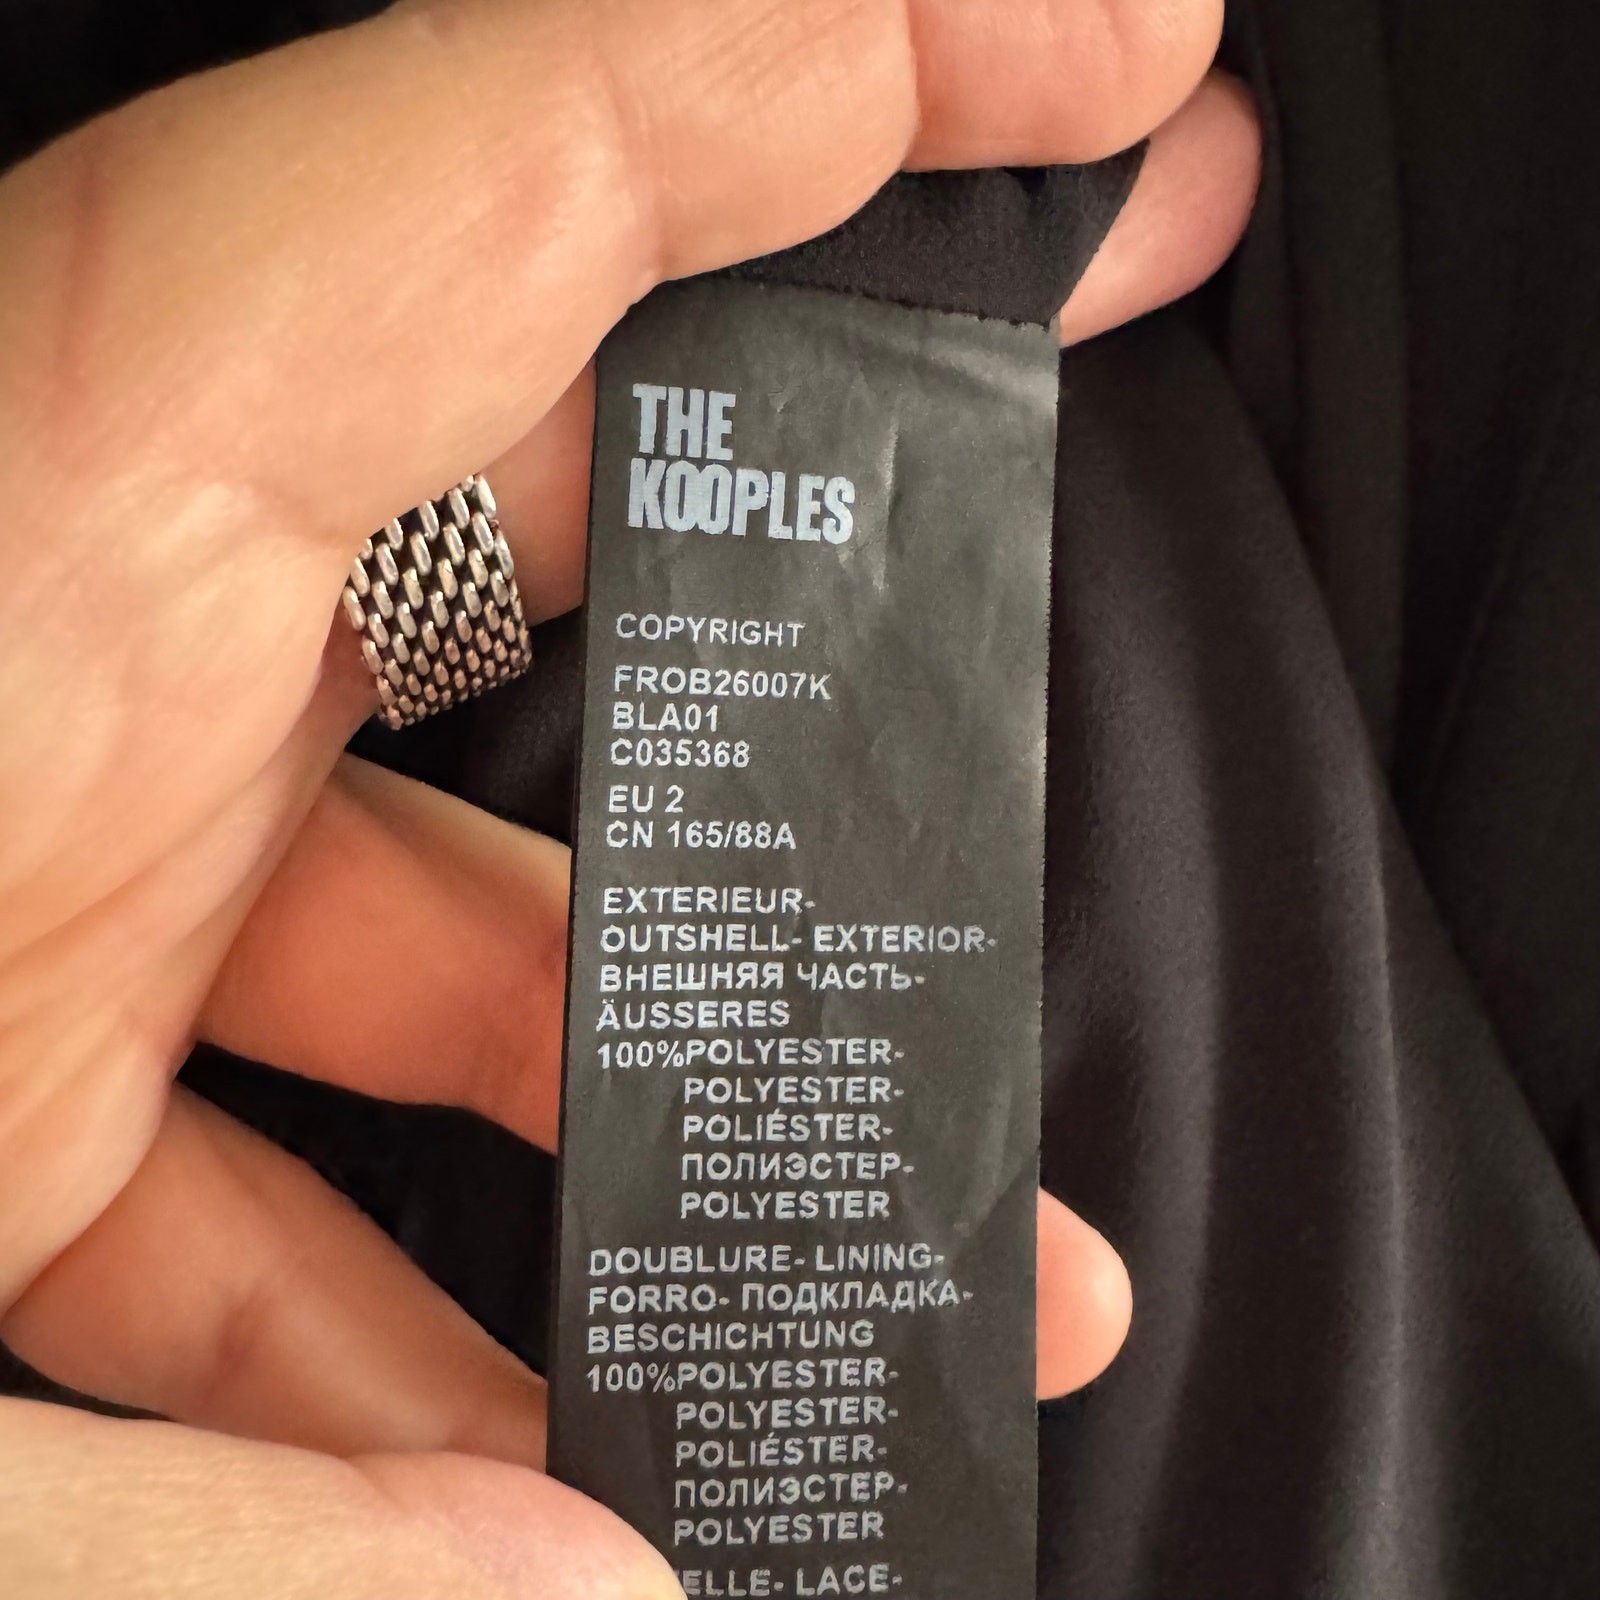 THE
KOOPLES
COPYRIGHT
FROB26007K
BLA01
C035368
EU 2
CN 165/88A
EXTERIEUR-
OUTSHELL- EXTERIOR-
ВНЕШНЯЯ ЧАСТЬ-
ÄUSSERES
100%POLYESTER-
POLYESTER-
POLIÉSTER-
ПОЛИЭСТЕР-
POLYESTER
DOUBLURE- LINING-
FORRO- ПОДКЛАДКА-
BESCHICHTUNG
100%POLYESTER-
POLYESTER-
POLIÉSTER-
ПОЛИЭСТЕР-
POLYESTER
LACE-